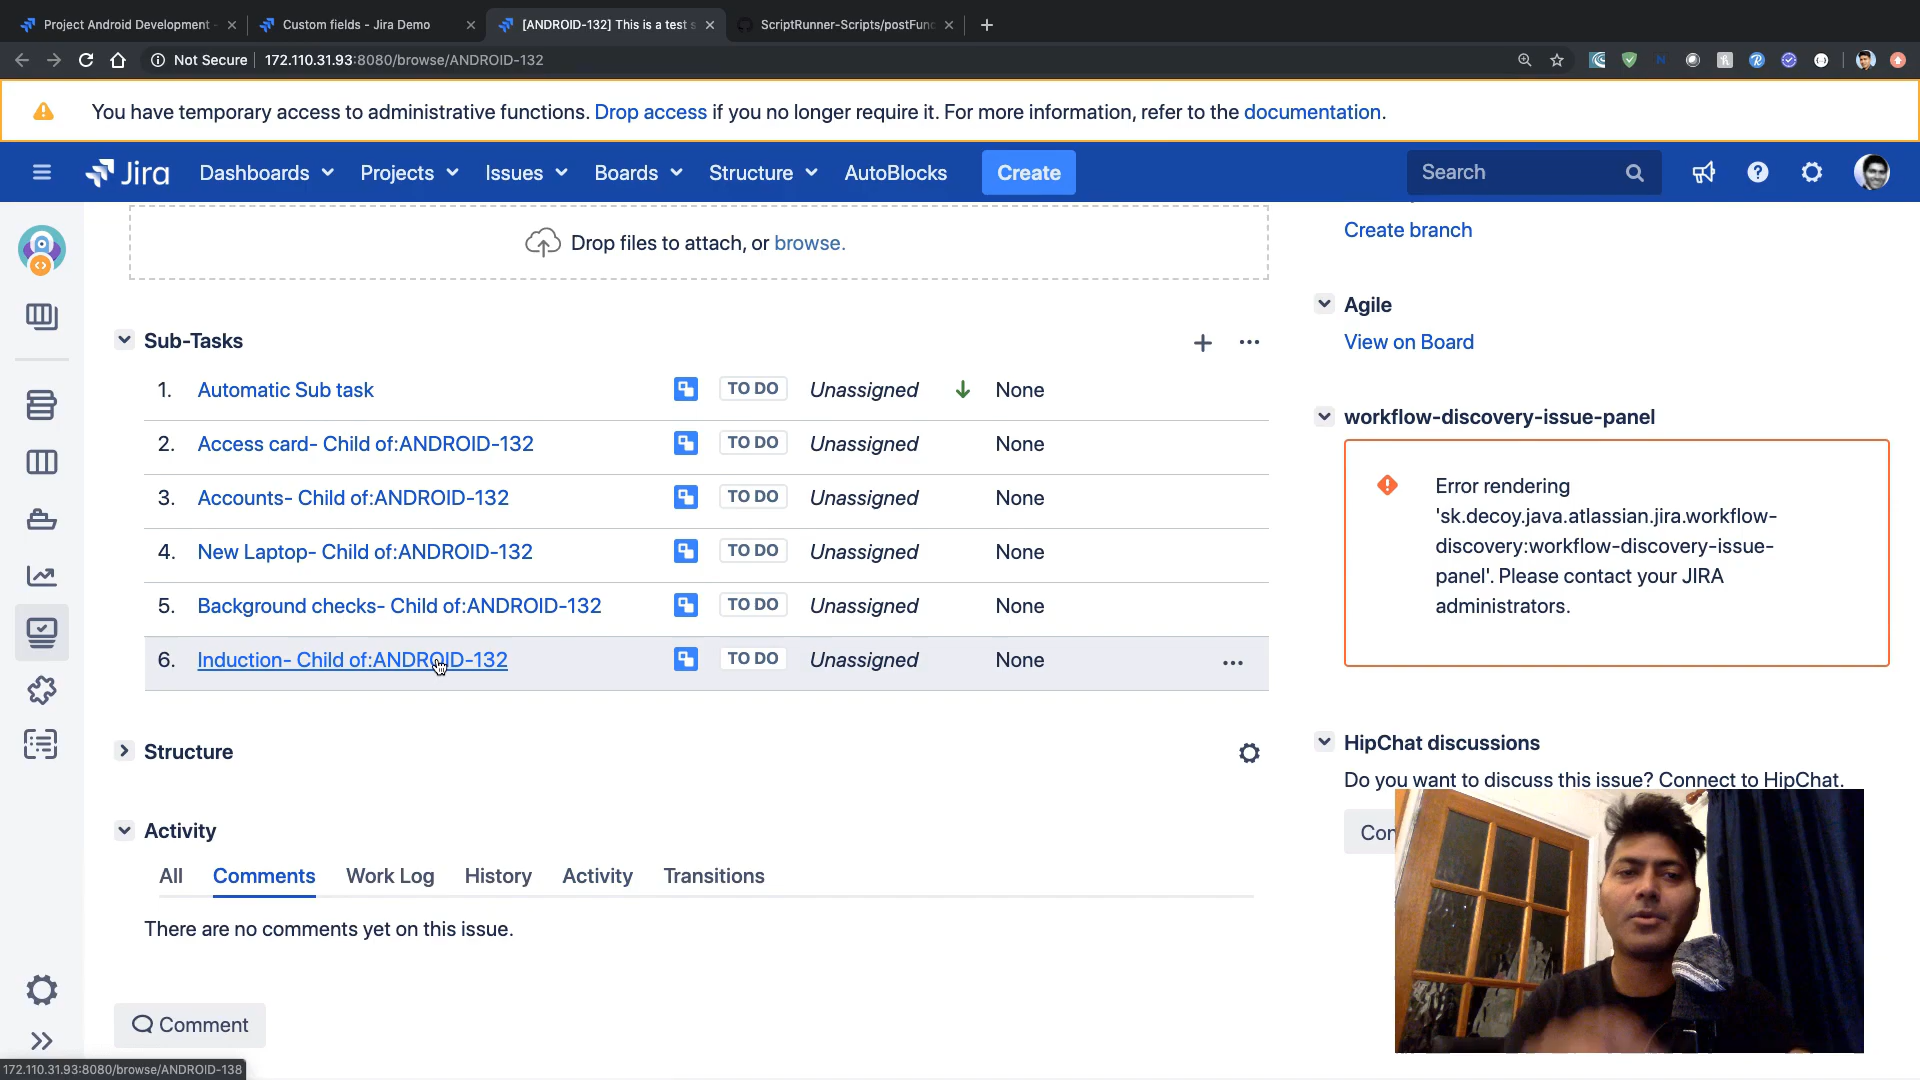 Project Android Development -
Custom fields - Jira Demo
[ANDROID-132] This is a test s
ScriptRunner-Scripts/postFunc
Not Secure
172.110.31.93:8080/browse/ANDROID-132
You have temporary access to administrative functions. Drop access if you no longer require it. For more information, refer to the documentation.
Jira
Dashboards
Projects
Issues
Boards
Structure
AutoBlocks
Create
Search
Drop files to attach, or browse.
Create branch
Sub-Tasks
1. Automatic Sub task TO DO Unassigned None
2. Access card- Child of:ANDROID-132 TO DO Unassigned None
3. Accounts- Child of:ANDROID-132 TO DO Unassigned None
4. New Laptop- Child of:ANDROID-132 TO DO Unassigned None
5. Background checks- Child of:ANDROID-132 TO DO Unassigned None
6. Induction- Child of:ANDROID-132 TO DO Unassigned None
Structure
Activity
All
Comments
Work Log
History
Activity
Transitions
There are no comments yet on this issue.
Comment
Agile
View on Board
workflow-discovery-issue-panel
Error rendering
'sk.decoy.java.atlassian.jira.workflow-
discovery:workflow-discovery-issue-
panel'. Please contact your JIRA
administrators.
HipChat discussions
Do you want to discuss this issue? Connect to HipChat.
Con
172.110.31.93:8080/browse/ANDROID-138